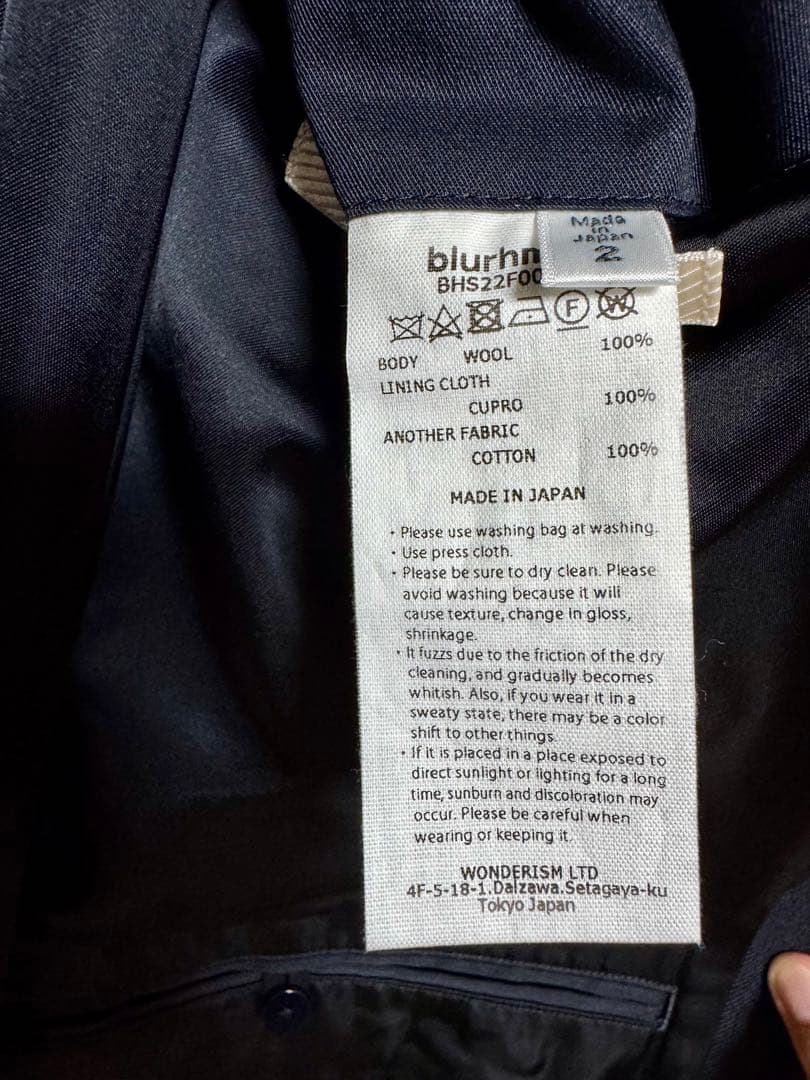 Made
in
Japan
2
blurhm
BHS22F00
F W
BODY WOOL 100%
LINING CLOTH
CUPRO 100%
ANOTHER FABRIC
COTTON 100%
MADE IN JAPAN
・Please use washing bag at washing.
・Use press cloth.
・Please be sure to dry clean. Please
avoid washing because it will
cause texture, change in gloss,
shrinkage.
・It fuzzs due to the friction of the dry
cleaning, and gradually becomes
whitish. Also, if you wear it in a
sweaty state, there may be a color
shift to other things.
・If it is placed in a place exposed to
direct sunlight or lighting for a long
time, sunburn and discoloration may
occur. Please be careful when
wearing or keeping it.
WONDERISM LTD
4F-5-18-1.Daizawa.Setagaya-ku
Tokyo Japan